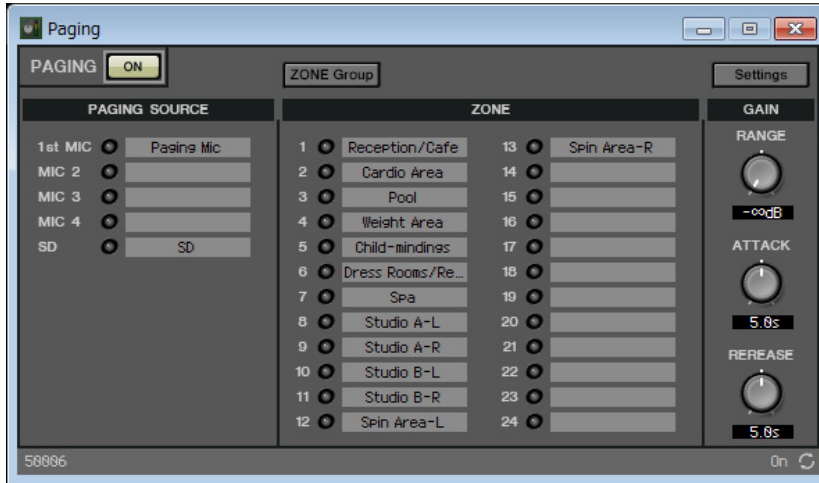 Paging
PAGING ON
ZONE Group
Settings
PAGING SOURCE
1st MIC Paging Mic
MIC 2
MIC 3
MIC 4
SD SD
ZONE
1 Reception/Cafe
2 Cardio Area
3 Pool
4 Weight Area
5 Child-mindings
6 Dress Rooms/Re...
7 Spa
8 Studio A-L
9 Studio A-R
10 Studio B-L
11 Studio B-R
12 Spin Area-L
13 Spin Area-R
14
15
16
17
18
19
20
21
22
23
24
GAIN
RANGE
-∞dB
ATTACK
5.0s
REREASE
5.0s
50006
On